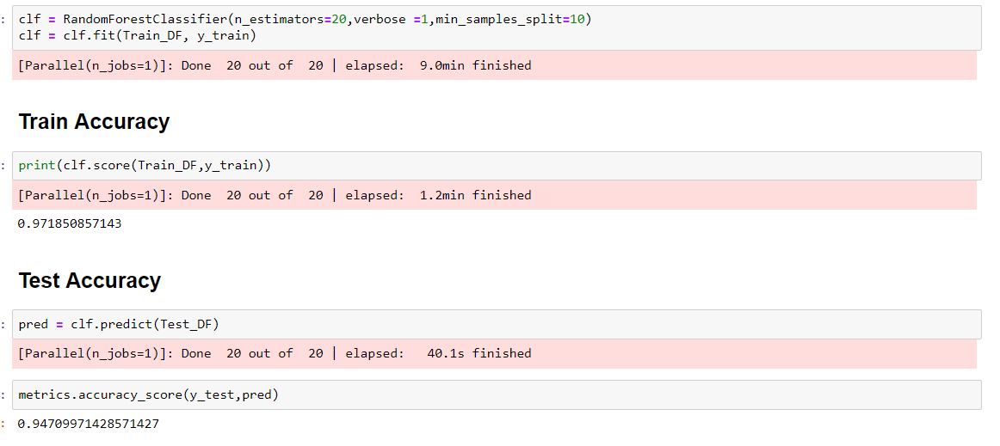 : clf = RandomForestClassifier(n_estimators=20,verbose =1,min_samples_split=10)
clf = clf.fit(Train_DF, y_train)
[Parallel(n_jobs=1)]: Done  20 out of  20 | elapsed:  9.0min finished
Train Accuracy
: print(clf.score(Train_DF,y_train))
[Parallel(n_jobs=1)]: Done  20 out of  20 | elapsed:  1.2min finished
0.971850857143
Test Accuracy
: pred = clf.predict(Test_DF)
[Parallel(n_jobs=1)]: Done  20 out of  20 | elapsed:   40.1s finished
: metrics.accuracy_score(y_test,pred)
: 0.94709971428571427